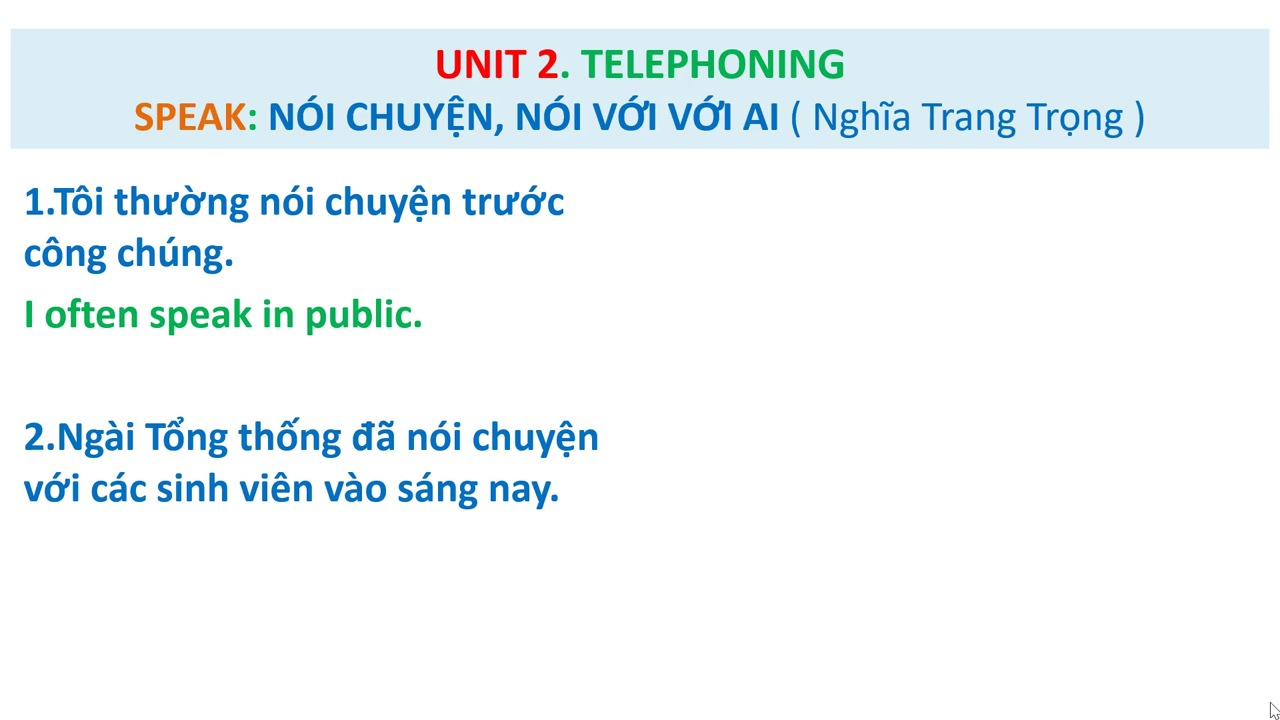 UNIT 2. TELEPHONING
SPEAK: NÓI CHUYỆN, NÓI VỚI VỚI AI ( Nghĩa Trang Trọng )
1.Tôi thường nói chuyện trước
công chúng.
I often speak in public.
2.Ngài Tổng thống đã nói chuyện
với các sinh viên vào sáng nay.